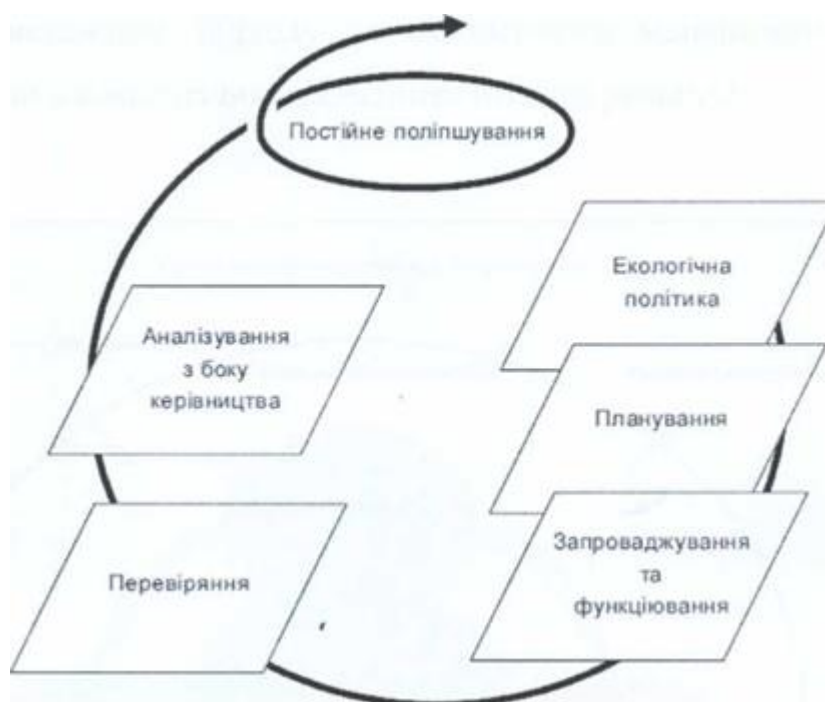 Постійне поліпшування
Екологічна
політика
Планування
Запроваджування
та
функціювання
Перевіряння
Аналізування
з боку
керівництва